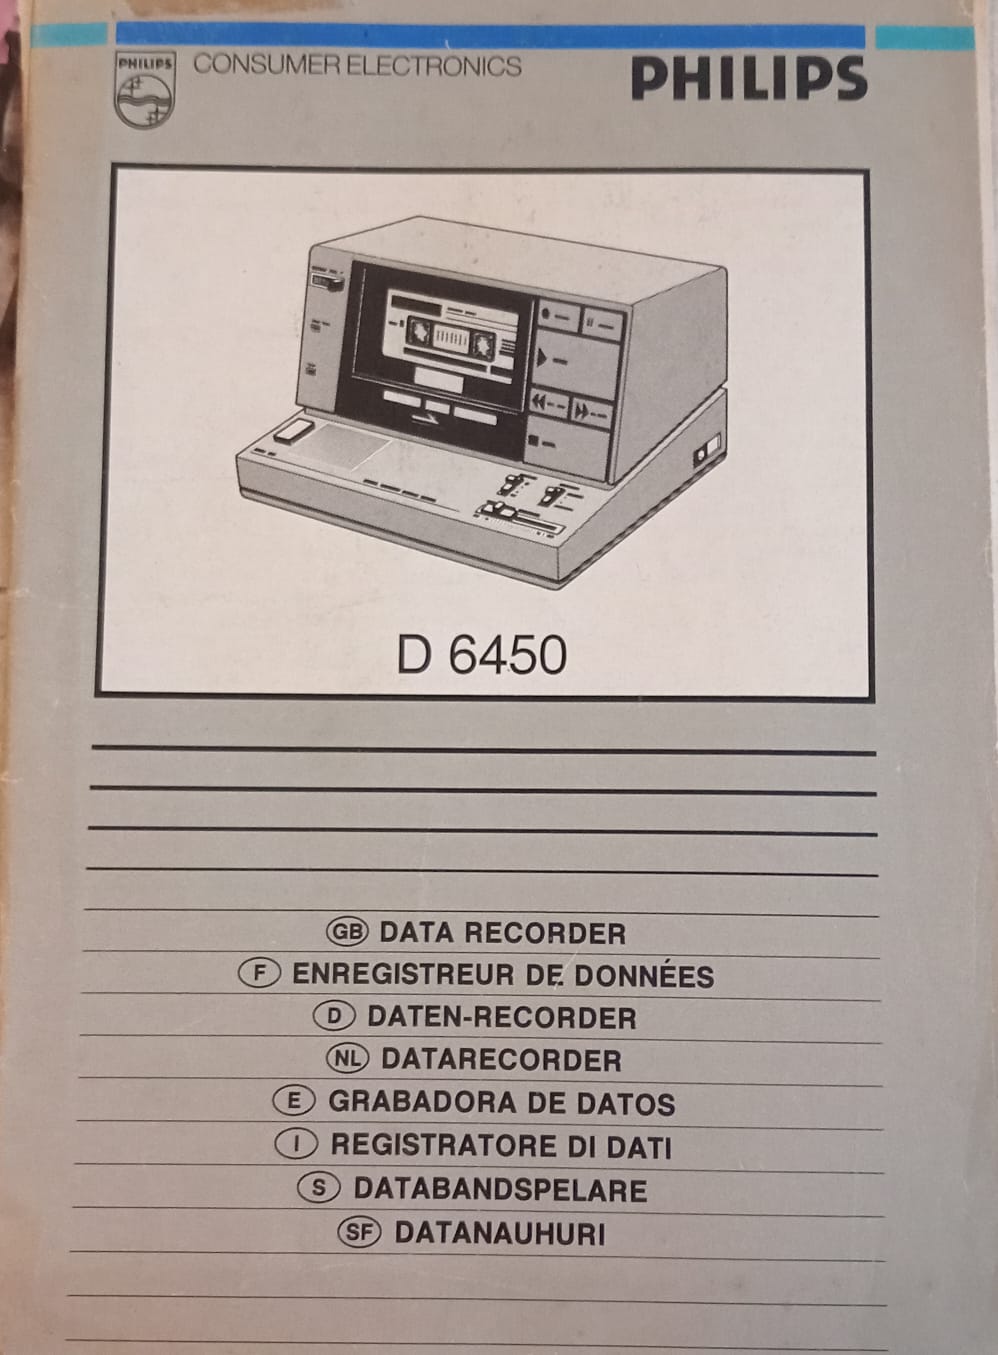 PHILIPS
CONSUMER ELECTRONICS
PHILIPS
D 6450
GB DATA RECORDER
F ENREGISTREUR DE DONNÉES
D DATEN-RECORDER
NL DATARECORDER
E GRABADORA DE DATOS
I REGISTRATORE DI DATI
S DATABANDSPELARE
SF DATANAUHURI